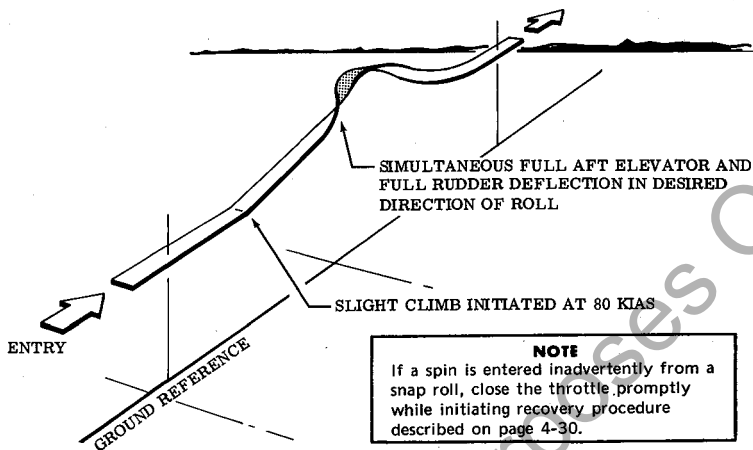 SIMULTANEOUS FULL AFT ELEVATOR AND
FULL RUDDER DEFLECTION IN DESIRED
DIRECTION OF ROLL
SLIGHT CLIMB INITIATED AT 80 KIAS
ENTRY
GROUND REFERENCE
NOTE
If a spin is entered inadvertently from a
snap roll, close the throttle promptly
while initiating recovery procedure
described on page 4-30.